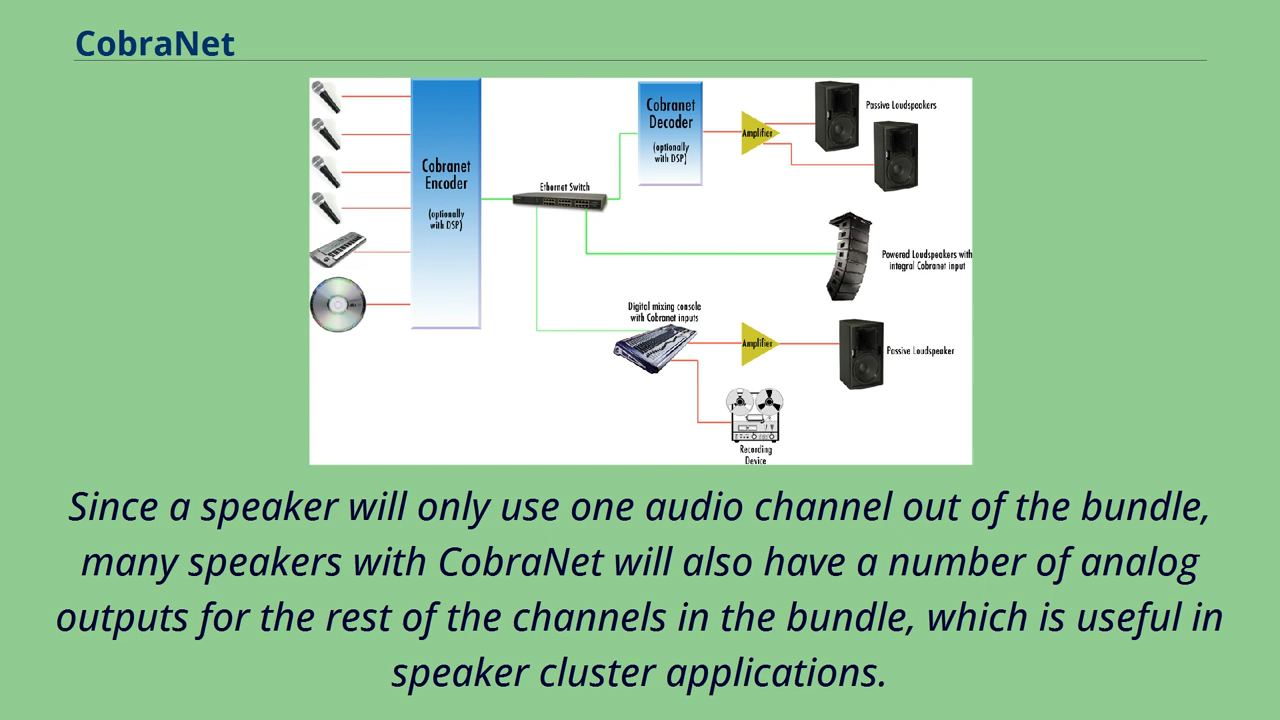 CobraNet
Cobranet
Encoder
(optionally
with DSP)
Ethernet Switch
Cobranet
Decoder
(optionally
with DSP)
Amplifier
Passive Loudspeakers
Powered Loudspeakers with
integral Cobranet input
Digital mixing console
with Cobranet inputs
Amplifier
Passive Loudspeaker
Recording
Device
Since a speaker will only use one audio channel out of the bundle,
many speakers with CobraNet will also have a number of analog
outputs for the rest of the channels in the bundle, which is useful in
speaker cluster applications.